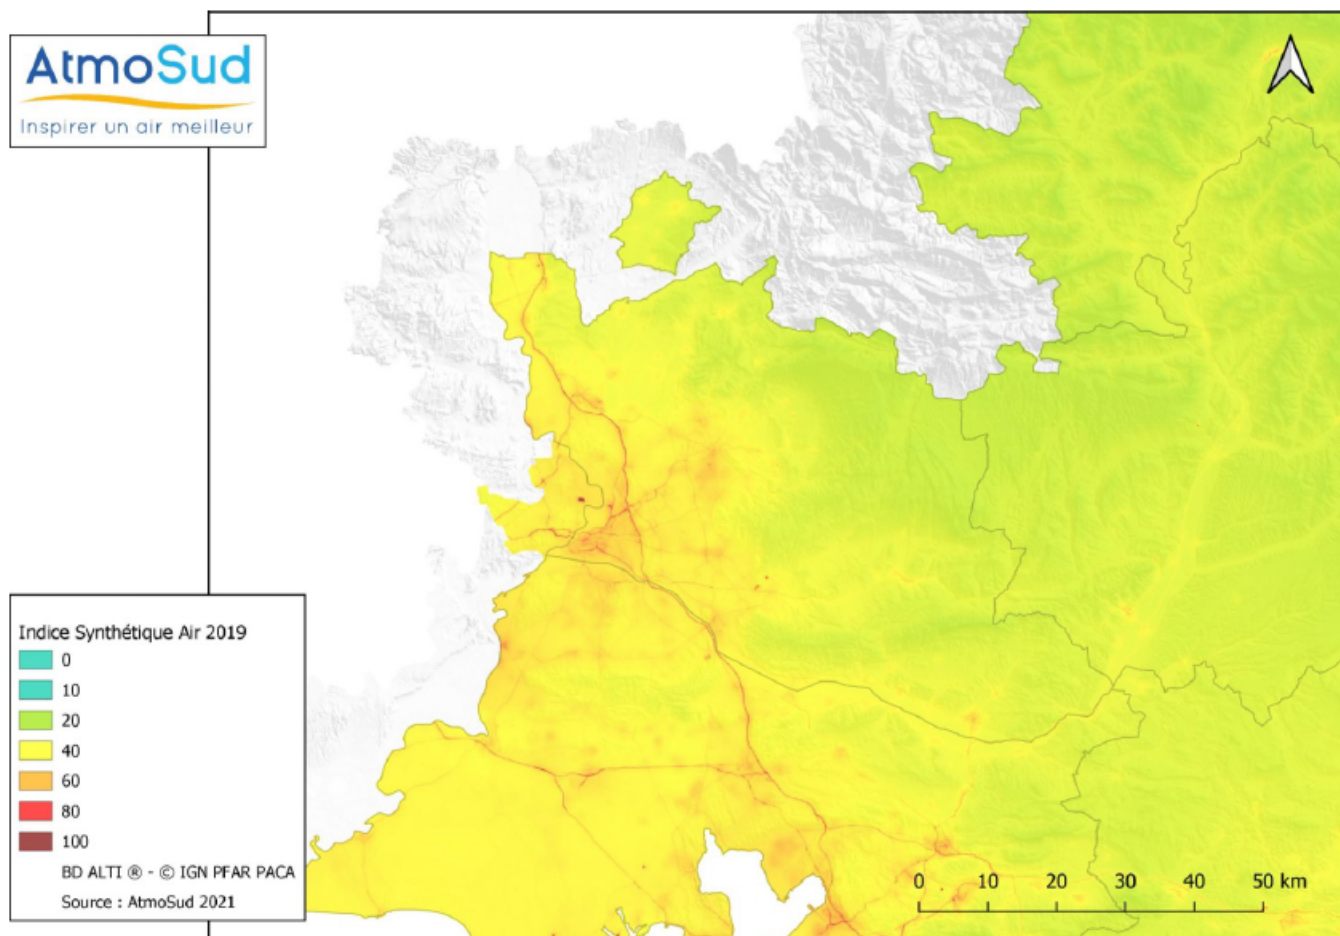 AtmoSud
Inspirer un air meilleur
Indice Synthétique Air 2019
0
10
20
40
60
80
100
BD ALTI ® - © IGN PFAR PACA
Source : AtmoSud 2021
0 10 20 30 40 50 km